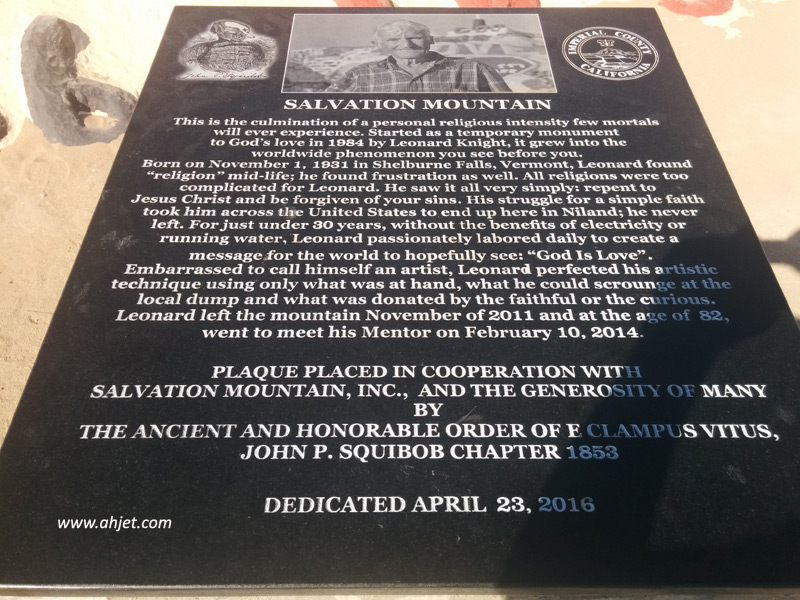 John P. Squibob
IMPERIAL COUNTY
CALIFORNIA
SALVATION MOUNTAIN
This is the culmination of a personal religious intensity few mortals
will ever experience. Started as a temporary monument
to God's love in 1984 by Leonard Knight, it grew into the
worldwide phenomenon you see before you.
Born on November 1, 1931 in Shelburne Falls, Vermont, Leonard found
"religion" mid-life; he found frustration as well. All religions were too
complicated for Leonard. He saw it all very simply: repent to
Jesus Christ and be forgiven of your sins. His struggle for a simple faith
took him across the United States to end up here in Niland; he never
left. For just under 30 years, without the benefits of electricity or
running water, Leonard passionately labored daily to create a
message for the world to hopefully see: "God Is Love".
Embarrassed to call himself an artist, Leonard perfected his artistic
technique using only what was at hand, what he could scrounge at the
local dump and what was donated by the faithful or the curious.
Leonard left the mountain November of 2011 and at the age of 82,
went to meet his Mentor on February 10, 2014.
PLAQUE PLACED IN COOPERATION WITH
SALVATION MOUNTAIN, INC., AND THE GENEROSITY OF MANY
BY
THE ANCIENT AND HONORABLE ORDER OF E CLAMPUS VITUS,
JOHN P. SQUIBOB CHAPTER 1853
DEDICATED APRIL 23, 2016
www.ahjet.com